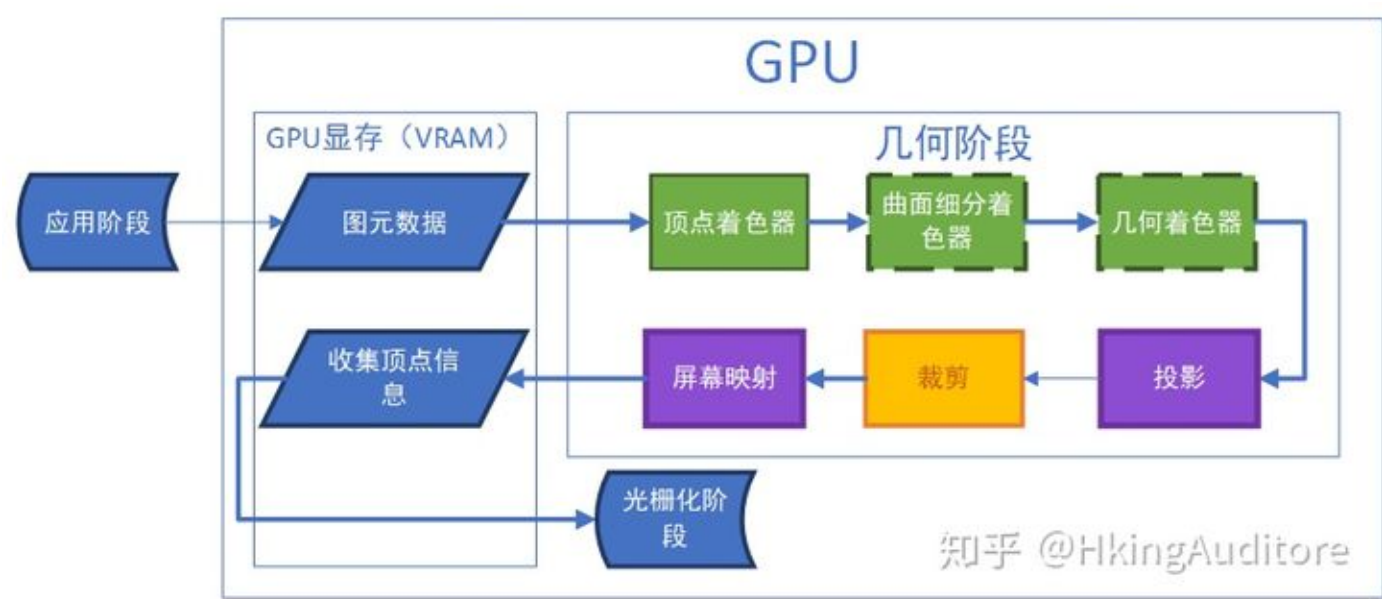 GPU
GPU显存（VRAM）
几何阶段
应用阶段
图元数据
顶点着色器
曲面细分着
色器
几何着色器
收集顶点信
息
屏幕映射
裁剪
投影
光栅化阶
段
知乎 @HkingAuditore